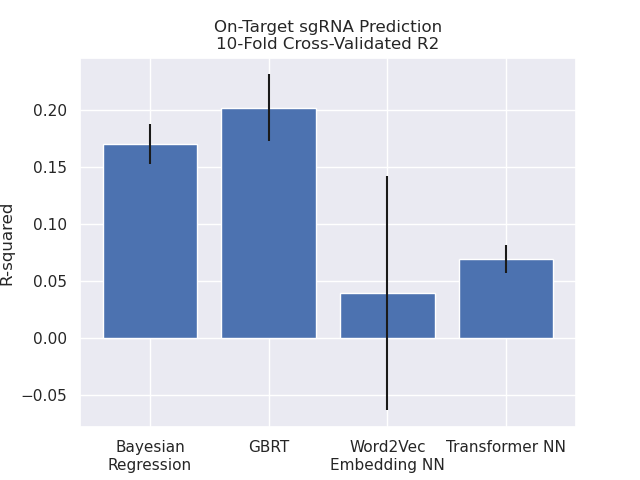 On-Target sgRNA Prediction
10-Fold Cross-Validated R2
R-squared
0.20
0.15
0.10
0.05
0.00
−0.05
Bayesian
Regression
GBRT
Word2Vec
Embedding NN
Transformer NN